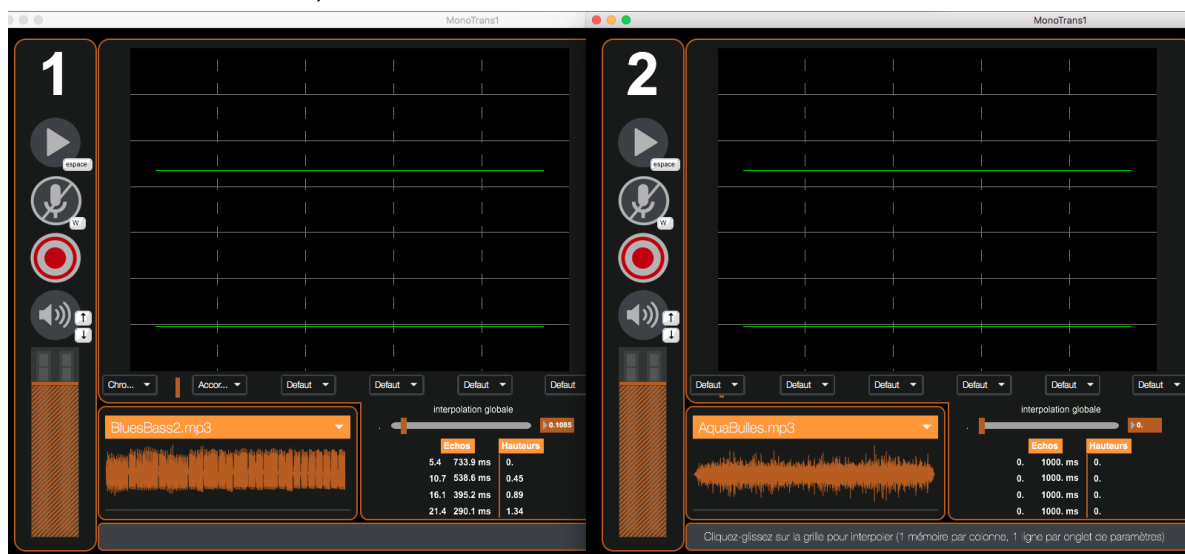 MonoTrans1
1
espace
W
↑
↓
Chro...
Accor...
Defaut
Defaut
Defaut
Defaut
BluesBass2.mp3
interpolation globale
0.1085
Echos Hauteurs
5.4 733.9 ms 0.
10.7 538.6 ms 0.45
16.1 395.2 ms 0.89
21.4 290.1 ms 1.34
MonoTrans1
2
espace
W
↑
↓
Defaut
Defaut
Defaut
Defaut
Defaut
Defaut
AquaBulles.mp3
interpolation globale
0.
Echos Hauteurs
0. 1000. ms 0.
0. 1000. ms 0.
0. 1000. ms 0.
0. 1000. ms 0.
Cliquez-glissez sur la grille pour interpoler (1 mémoire par colonne, 1 ligne par onglet de paramètres)